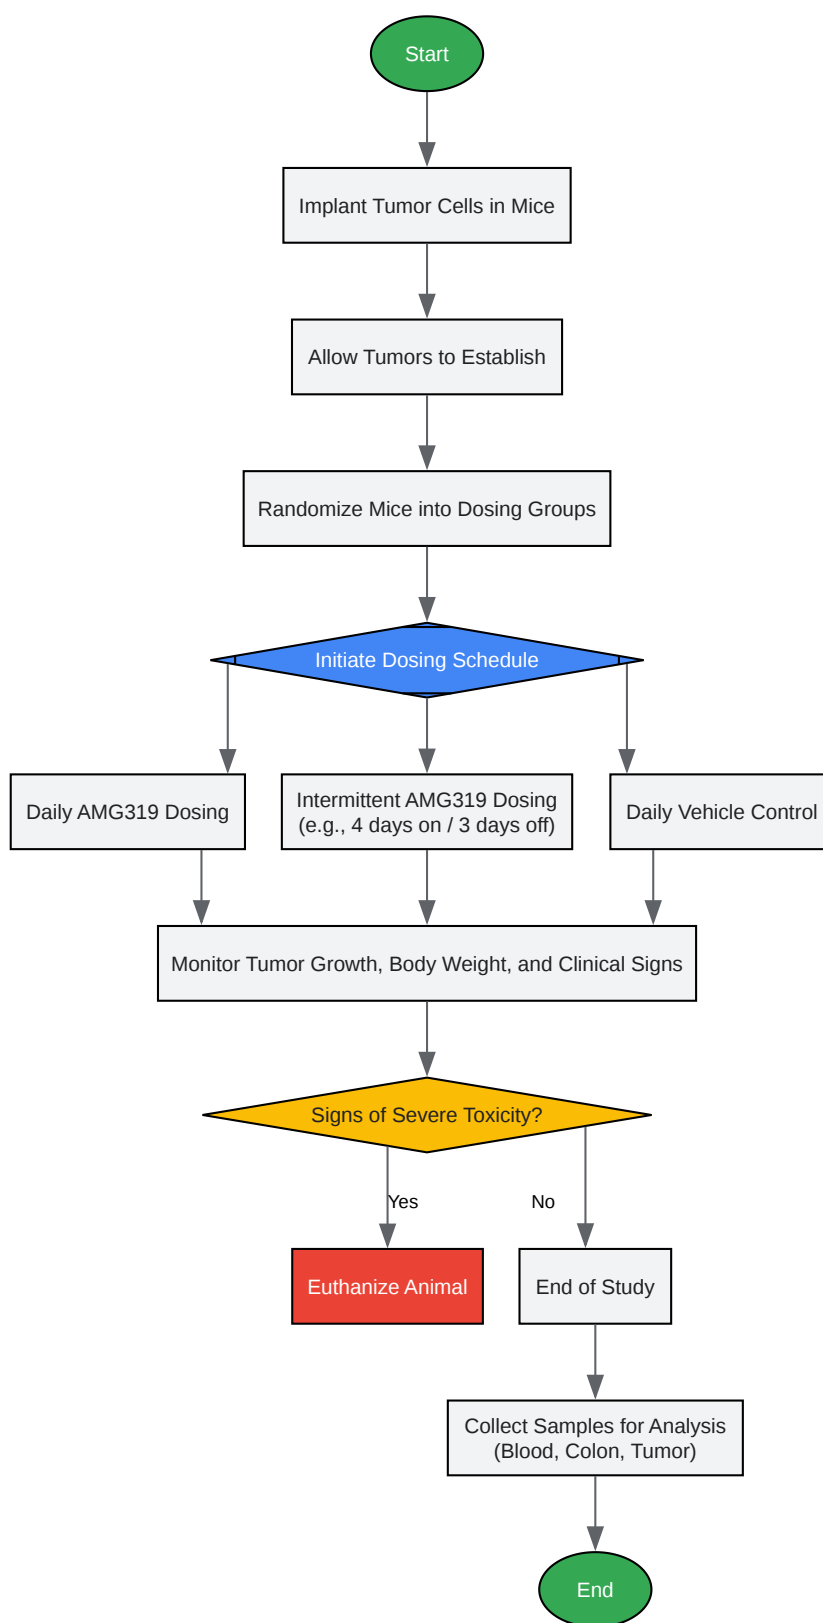 Start
Implant Tumor Cells in Mice
Allow Tumors to Establish
Randomize Mice into Dosing Groups
Initiate Dosing Schedule
Daily AMG319 Dosing
Intermittent AMG319 Dosing
(e.g., 4 days on / 3 days off)
Daily Vehicle Control
Monitor Tumor Growth, Body Weight, and Clinical Signs
Signs of Severe Toxicity?
Yes
No
Euthanize Animal
End of Study
Collect Samples for Analysis
(Blood, Colon, Tumor)
End